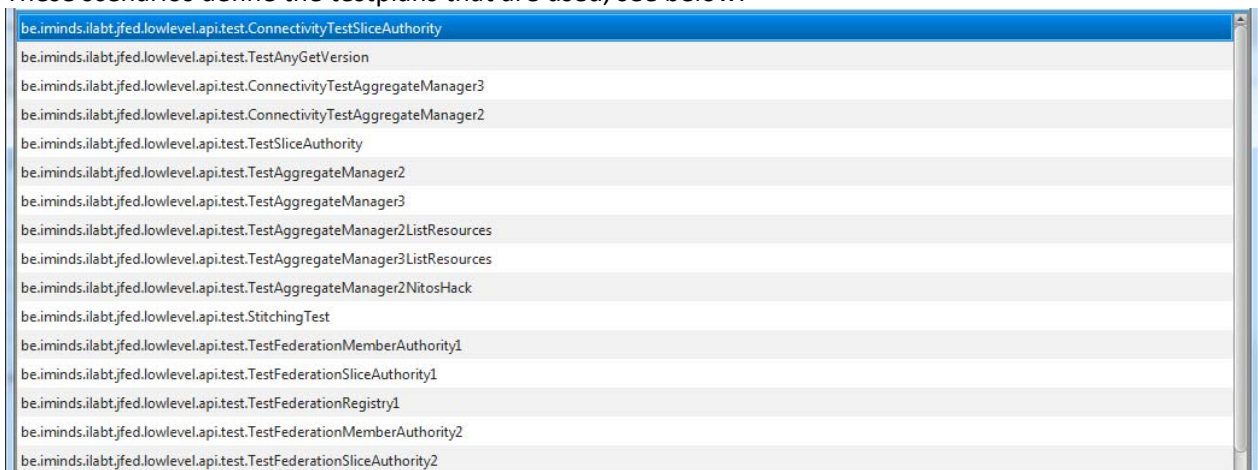 These scenarios define the testplans that are used, see below:
be.iminds.ilabt.jfed.lowlevel.api.test.ConnectivityTestSliceAuthority
be.iminds.ilabt.jfed.lowlevel.api.test.TestAnyGetVersion
be.iminds.ilabt.jfed.lowlevel.api.test.ConnectivityTestAggregateManager3
be.iminds.ilabt.jfed.lowlevel.api.test.ConnectivityTestAggregateManager2
be.iminds.ilabt.jfed.lowlevel.api.test.TestSliceAuthority
be.iminds.ilabt.jfed.lowlevel.api.test.TestAggregateManager2
be.iminds.ilabt.jfed.lowlevel.api.test.TestAggregateManager3
be.iminds.ilabt.jfed.lowlevel.api.test.TestAggregateManager2ListResources
be.iminds.ilabt.jfed.lowlevel.api.test.TestAggregateManager3ListResources
be.iminds.ilabt.jfed.lowlevel.api.test.TestAggregateManager2NitosHack
be.iminds.ilabt.jfed.lowlevel.api.test.StitchingTest
be.iminds.ilabt.jfed.lowlevel.api.test.TestFederationMemberAuthority1
be.iminds.ilabt.jfed.lowlevel.api.test.TestFederationSliceAuthority1
be.iminds.ilabt.jfed.lowlevel.api.test.TestFederationRegistry1
be.iminds.ilabt.jfed.lowlevel.api.test.TestFederationMemberAuthority2
be.iminds.ilabt.jfed.lowlevel.api.test.TestFederationSliceAuthority2